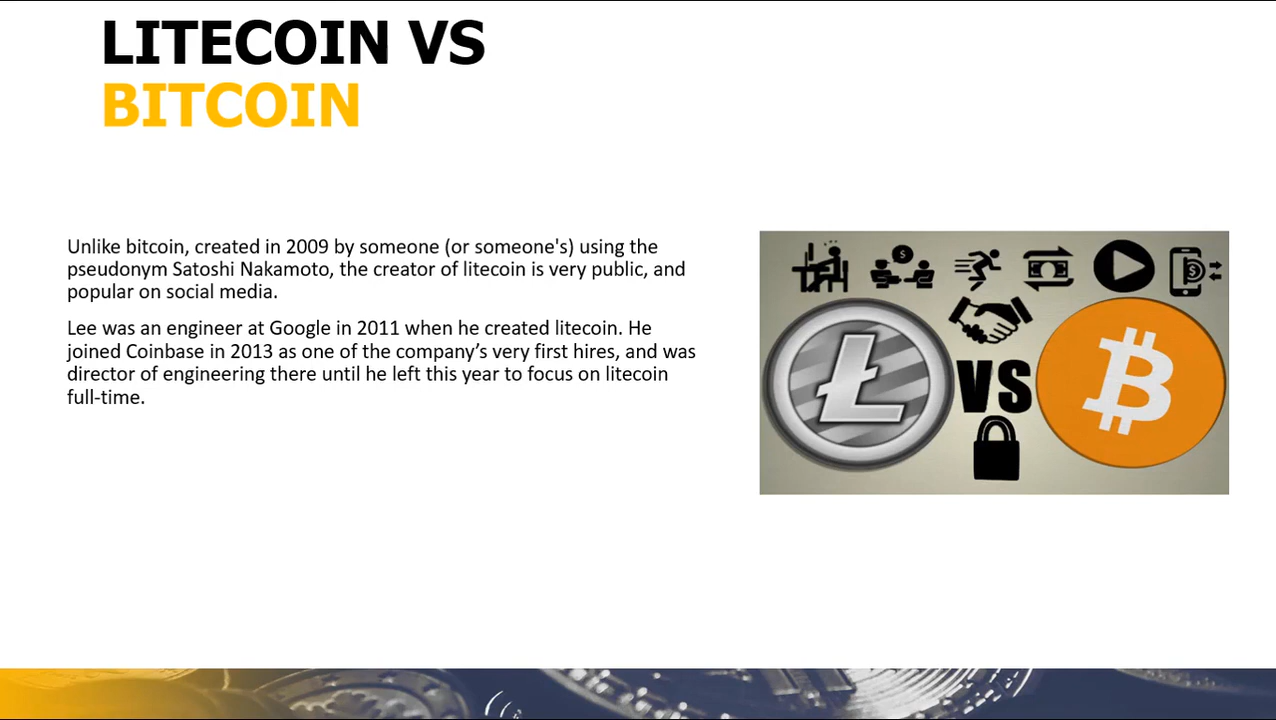 LITECOIN VS
BITCOIN
Unlike bitcoin, created in 2009 by someone (or someone's) using the
pseudonym Satoshi Nakamoto, the creator of litecoin is very public, and
popular on social media.
Lee was an engineer at Google in 2011 when he created litecoin. He
joined Coinbase in 2013 as one of the company’s very first hires, and was
director of engineering there until he left this year to focus on litecoin
full-time.
VS